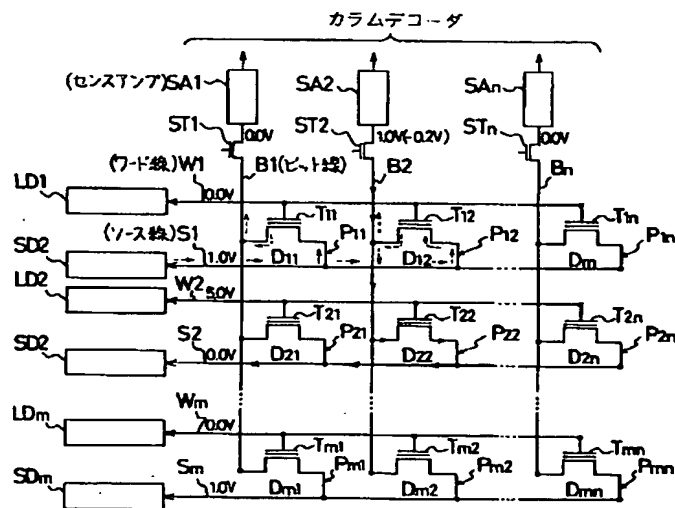 カラムデコーダ
(センスアンプ)SA1 SA2 SAn
0.0V 1.0V(-0.2V) 0.0V
ST1 ST2 STn
(ワード線)W1 B1(ビット線) B2 Bn
LD1 0.0V
T11 T12 T1n
(ソース線)S1 P11 P12 P1n
SD2 1.0V D11 D12 Dm
LD2 W2 5.0V
T21 T22 T2n
S2 P21 P22 P2n
SD2 0.0V D21 D22 D2n
Wm
LDm 0.0V Tm1 Tm2 Tmn
Sm Pm1 Pm2 Pmn
SDm 1.0V Dm1 Dm2 Dmn